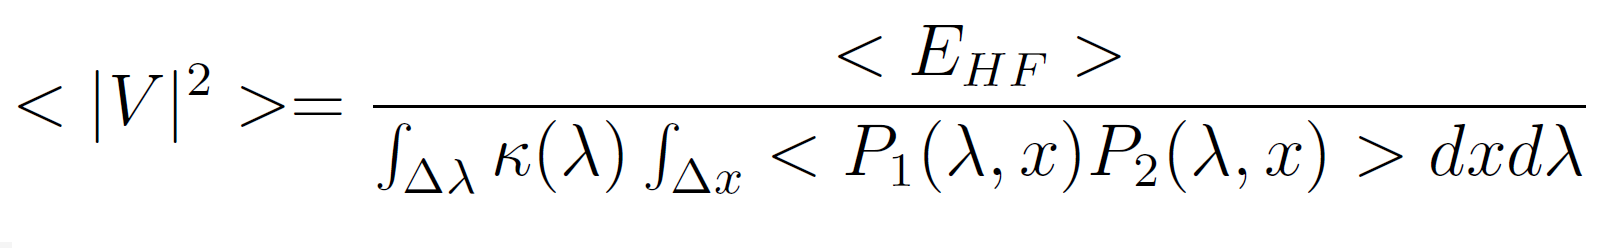 $< |V|^2 > = \frac{< E_{HF} >}{\int_{\Delta\lambda} \kappa(\lambda) \int_{\Delta x} < P_1(\lambda, x) P_2(\lambda, x) > dx d\lambda}$